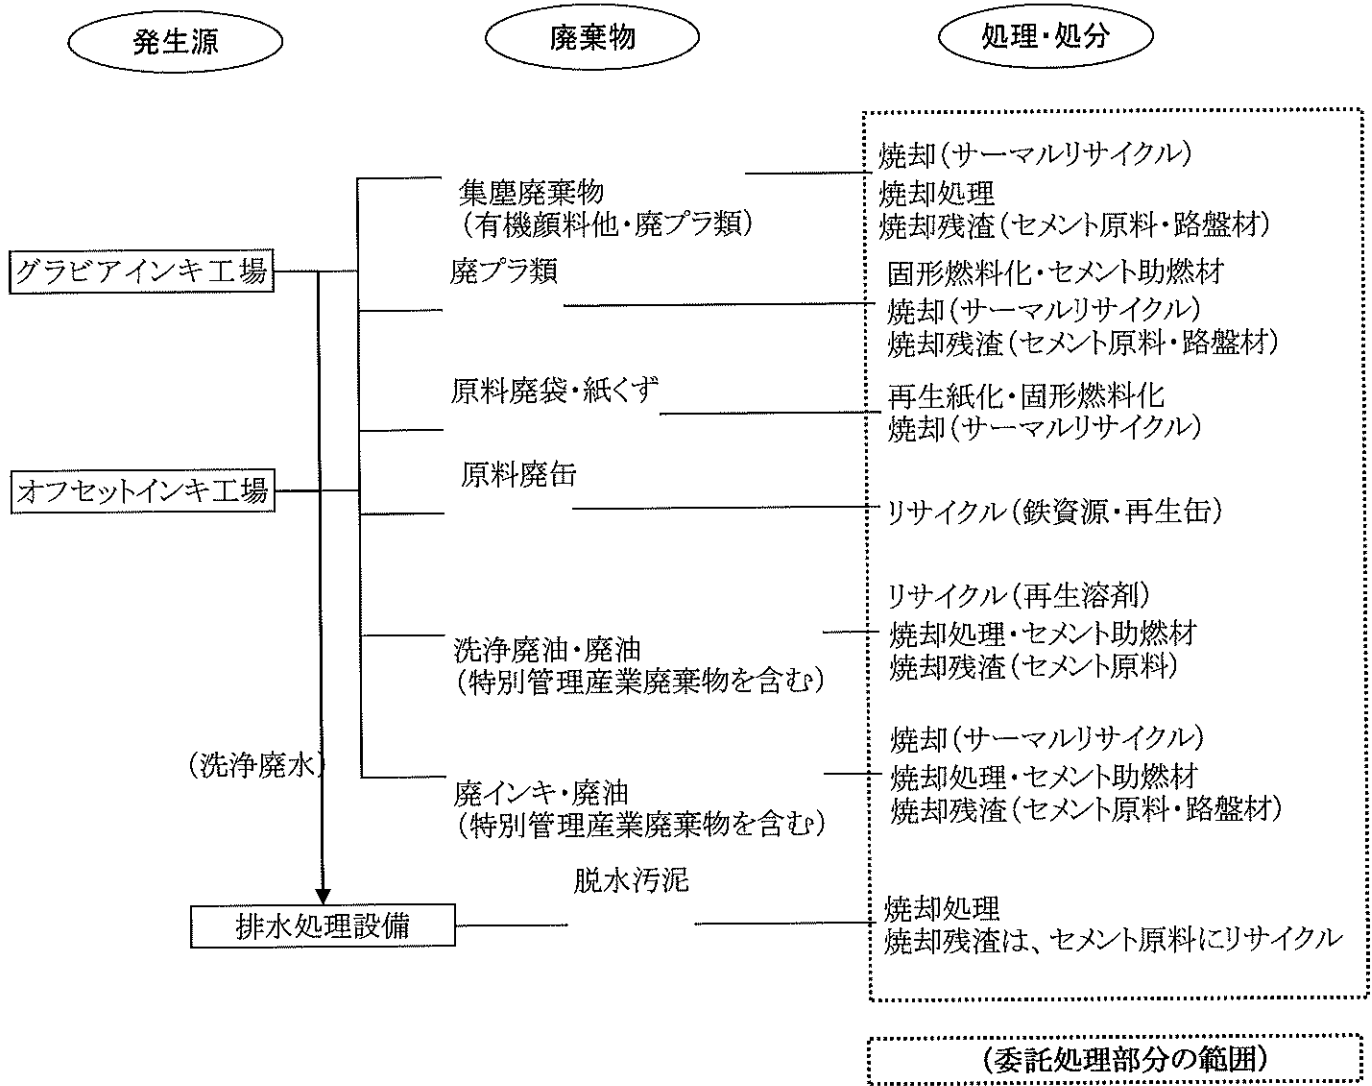 発生源
廃棄物
処理・処分
グラビアインキ工場
オフセットインキ工場
(洗浄廃水)
排水処理設備
集塵廃棄物
(有機顔料他・廃プラ類)
廃プラ類
原料廃袋・紙くず
原料廃缶
洗浄廃油・廃油
(特別管理産業廃棄物を含む)
廃インキ・廃油
(特別管理産業廃棄物を含む)
脱水汚泥
焼却(サーマルリサイクル)
焼却処理
焼却残渣(セメント原料・路盤材)
固形燃料化・セメント助燃材
焼却(サーマルリサイクル)
焼却残渣(セメント原料・路盤材)
再生紙化・固形燃料化
焼却(サーマルリサイクル)
リサイクル(鉄資源・再生缶)
リサイクル(再生溶剤)
焼却処理・セメント助燃材
焼却残渣(セメント原料)
焼却(サーマルリサイクル)
焼却処理・セメント助燃材
焼却残渣(セメント原料・路盤材)
焼却処理
焼却残渣は、セメント原料にリサイクル
(委託処理部分の範囲)